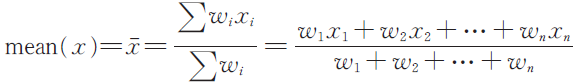 mean(x)=x̄=∑wᵢxᵢ/∑wᵢ=(w₁x₁+w₂x₂+⋯+wₙxₙ)/(w₁+w₂+⋯+wₙ)